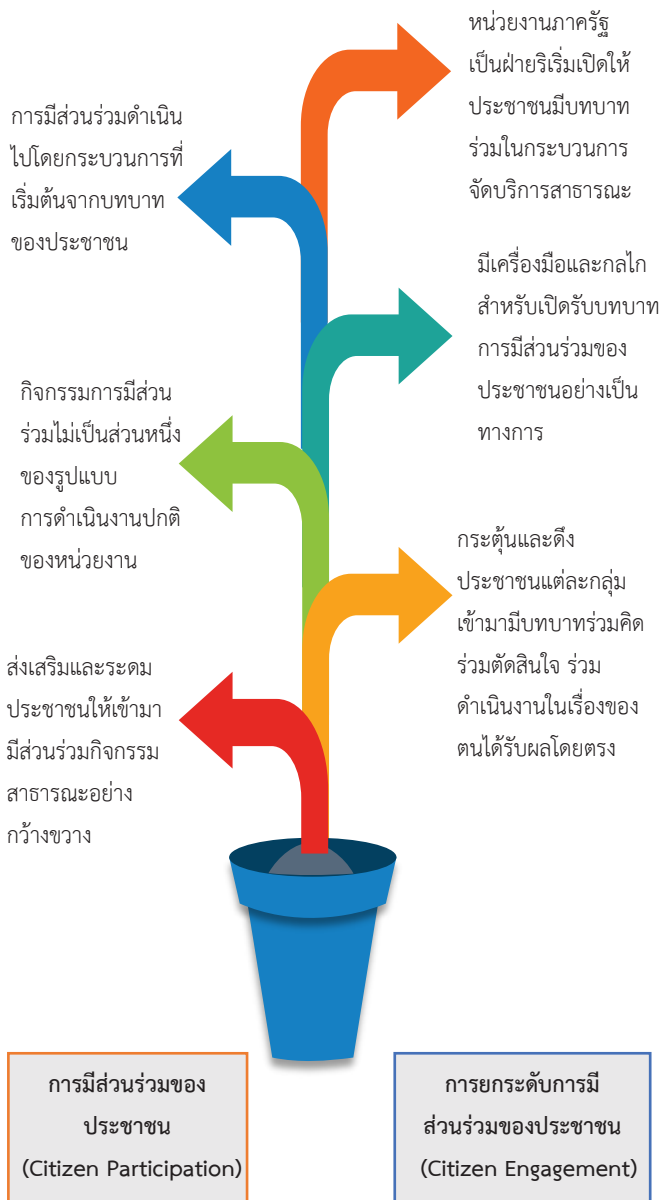 หน่วยงานภาครัฐ
เป็นฝ่ายริเริ่มเปิดให้
ประชาชนมีบทบาท
ร่วมในกระบวนการ
จัดบริการสาธารณะ
การมีส่วนร่วมดำเนิน
ไปโดยกระบวนการที่
เริ่มต้นจากบทบาท
ของประชาชน
มีเครื่องมือและกลไก
สำหรับเปิดรับบทบาท
การมีส่วนร่วมของ
ประชาชนอย่างเป็น
ทางการ
กิจกรรมการมีส่วน
ร่วมไม่เป็นส่วนหนึ่ง
ของรูปแบบ
การดำเนินงานปกติ
ของหน่วยงาน
กระตุ้นและดึง
ประชาชนแต่ละกลุ่ม
เข้ามามีบทบาทร่วมคิด
ร่วมตัดสินใจ ร่วม
ดำเนินงานในเรื่องของ
ตนได้รับผลโดยตรง
ส่งเสริมและระดม
ประชาชนให้เข้ามา
มีส่วนร่วมกิจกรรม
สาธารณะอย่าง
กว้างขวาง
การมีส่วนร่วมของ
ประชาชน
(Citizen Participation)
การยกระดับการมี
ส่วนร่วมของประชาชน
(Citizen Engagement)